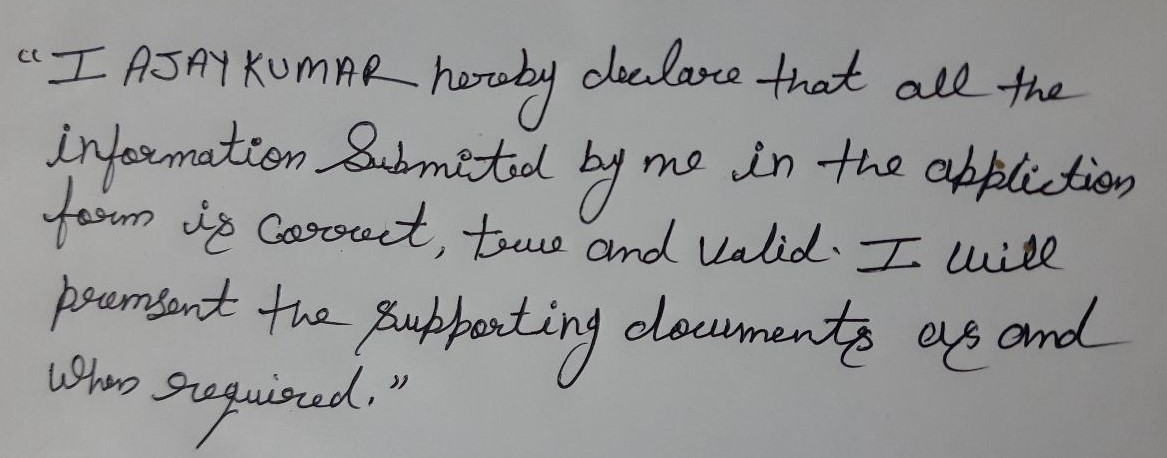 “I AJAY KUMAR hereby declare that all the
information Submited by me in the appliction
form is Correct, true and Valid. I will
premsent the supporting documents as and
when required.”